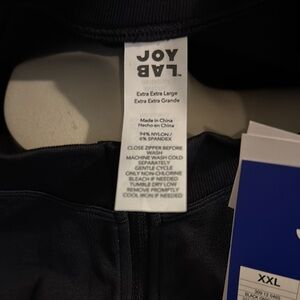 JOY
LAB
TM
Extra Extra Large
Extra Extra Grande
Made in China
Hecho en China
94% NYLON/
6% SPANDEX
CLOSE ZIPPER BEFORE
WASH
MACHINE WASH COLD
SEPARATELY
GENTLE CYCLE
ONLY NON-CHLORINE
BLEACH IF NEEDED
TUMBLE DRY LOW
REMOVE PROMPTLY
COOL IRON IF NEEDED
XXL